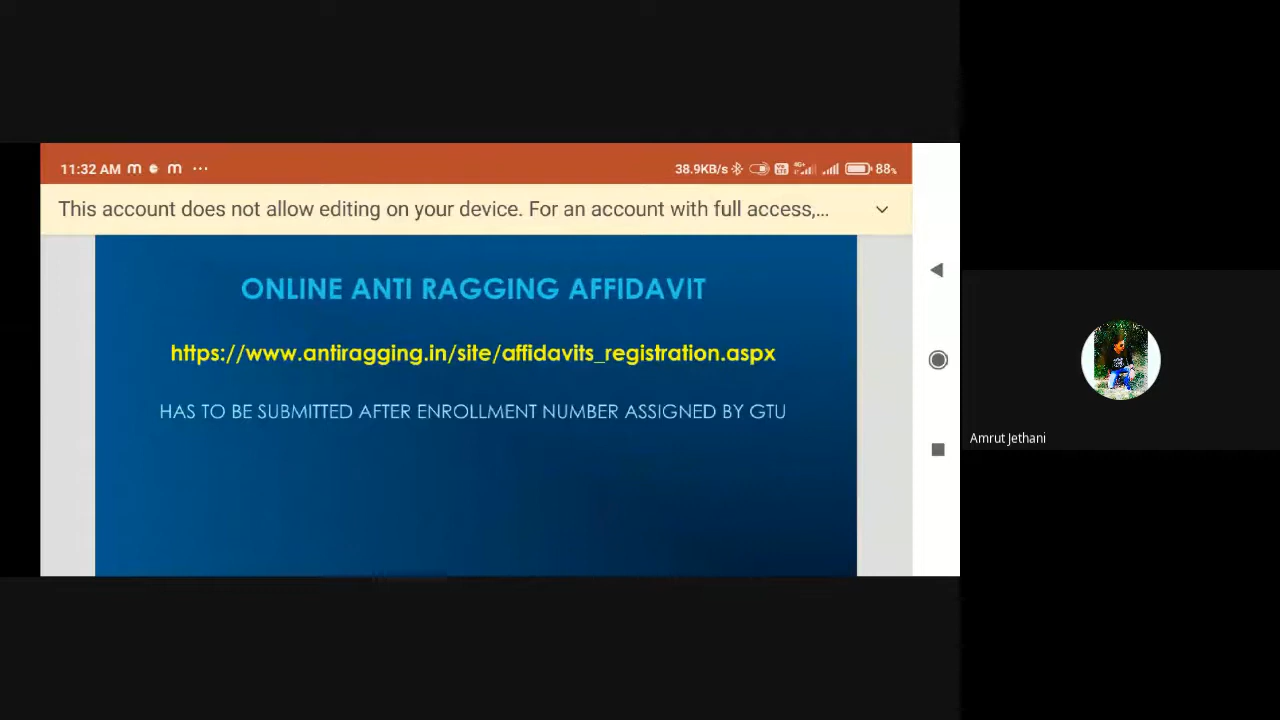 11:32 AM m e m ...
38.9KB/s 88%
This account does not allow editing on your device. For an account with full access,...
ONLINE ANTI RAGGING AFFIDAVIT
https://www.antiragging.in/site/affidavits_registration.aspx
HAS TO BE SUBMITTED AFTER ENROLLMENT NUMBER ASSIGNED BY GTU
Amrut Jethani